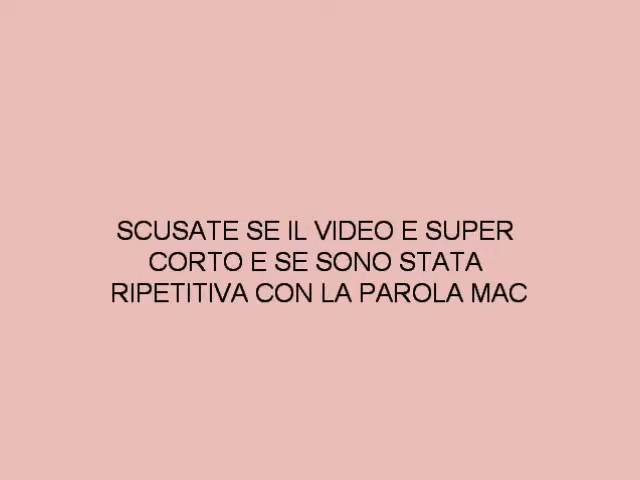 SCUSATE SE IL VIDEO E SUPER
CORTO E SE SONO STATA
RIPETITIVA CON LA PAROLA MAC